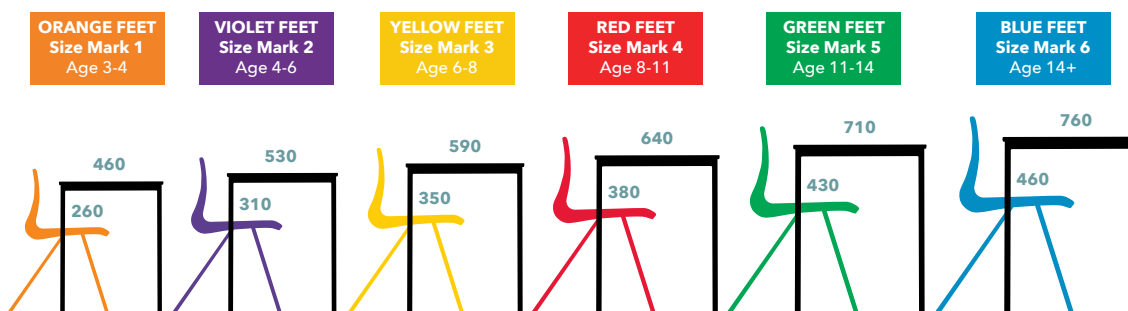 ORANGE FEET
Size Mark 1
Age 3-4
VIOLET FEET
Size Mark 2
Age 4-6
YELLOW FEET
Size Mark 3
Age 6-8
RED FEET
Size Mark 4
Age 8-11
GREEN FEET
Size Mark 5
Age 11-14
BLUE FEET
Size Mark 6
Age 14+
460
260
530
310
590
350
640
380
710
430
760
460